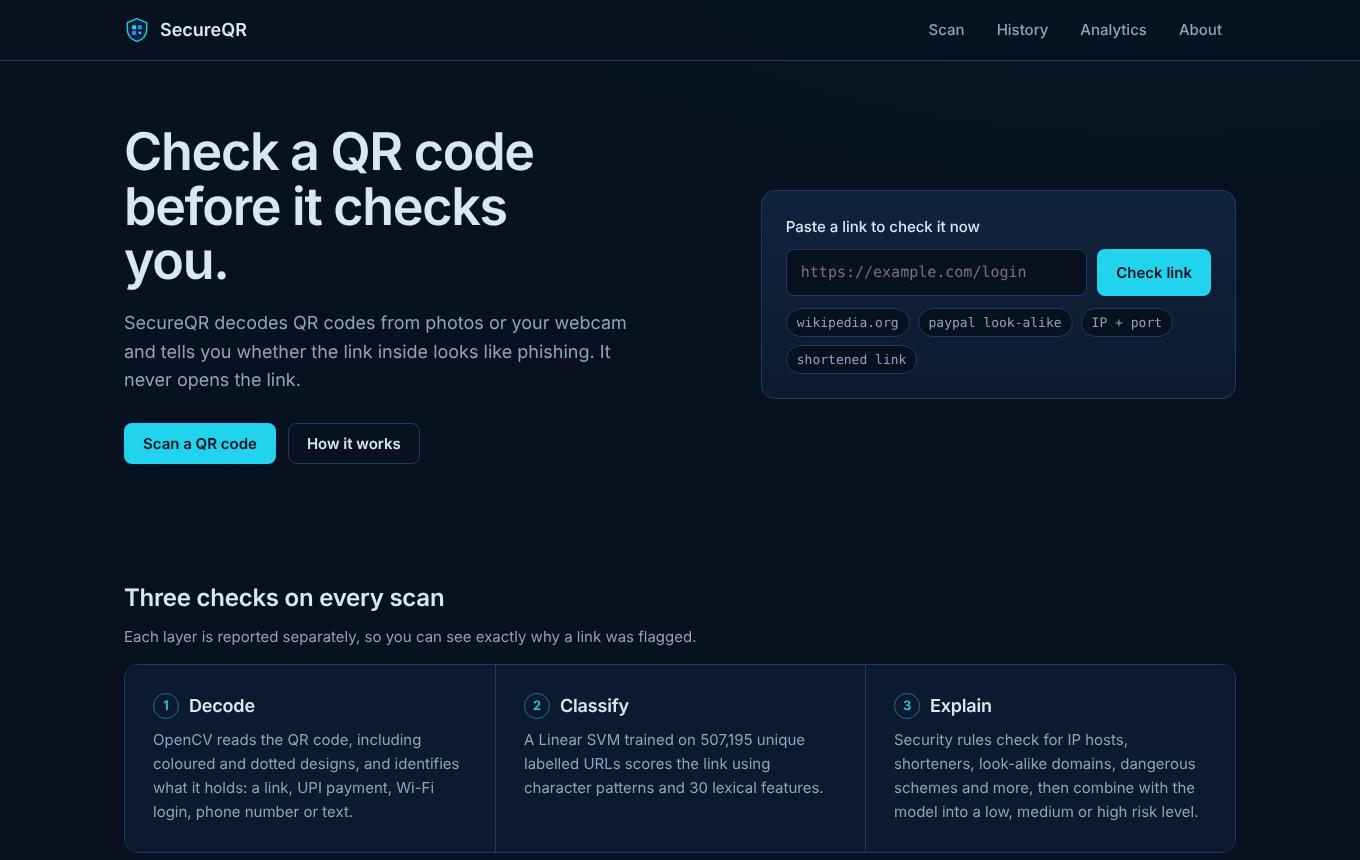 SecureQR
Scan
History
Analytics
About
Check a QR code
before it checks
you.
SecureQR decodes QR codes from photos or your webcam
and tells you whether the link inside looks like phishing. It
never opens the link.
Scan a QR code
How it works
Paste a link to check it now
https://example.com/login
Check link
wikipedia.org
paypal look-alike
IP + port
shortened link
Three checks on every scan
Each layer is reported separately, so you can see exactly why a link was flagged.
1 Decode
OpenCV reads the QR code, including
coloured and dotted designs, and identifies
what it holds: a link, UPI payment, Wi-Fi
login, phone number or text.
2 Classify
A Linear SVM trained on 507,195 unique
labelled URLs scores the link using
character patterns and 30 lexical features.
3 Explain
Security rules check for IP hosts,
shorteners, look-alike domains, dangerous
schemes and more, then combine with the
model into a low, medium or high risk level.